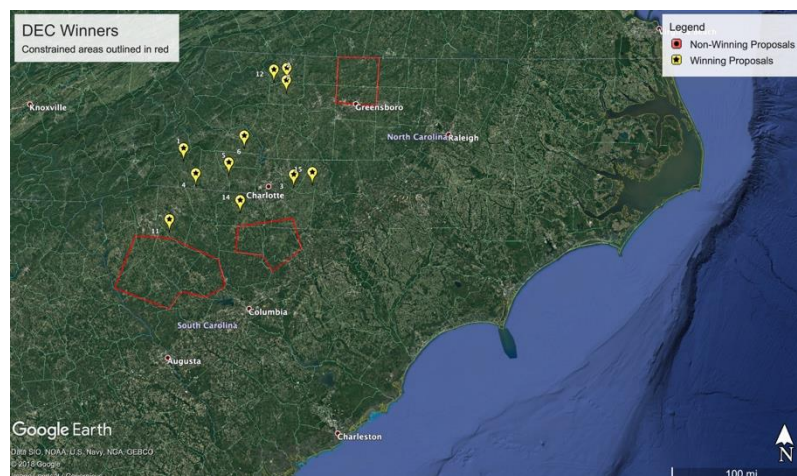 DEC Winners
Constrained areas outlined in red
Legend
Non-Winning Proposals
Winning Proposals
12
Knoxville
Greensboro
North Carolina
Raleigh
1
6
5
4
3
15
Charlotte
14
11
Columbia
South Carolina
Augusta
Charleston
Google Earth
Data SIO, NOAA, U.S. Navy, NGA, GEBCO
© 2018 Google
N
100 mi